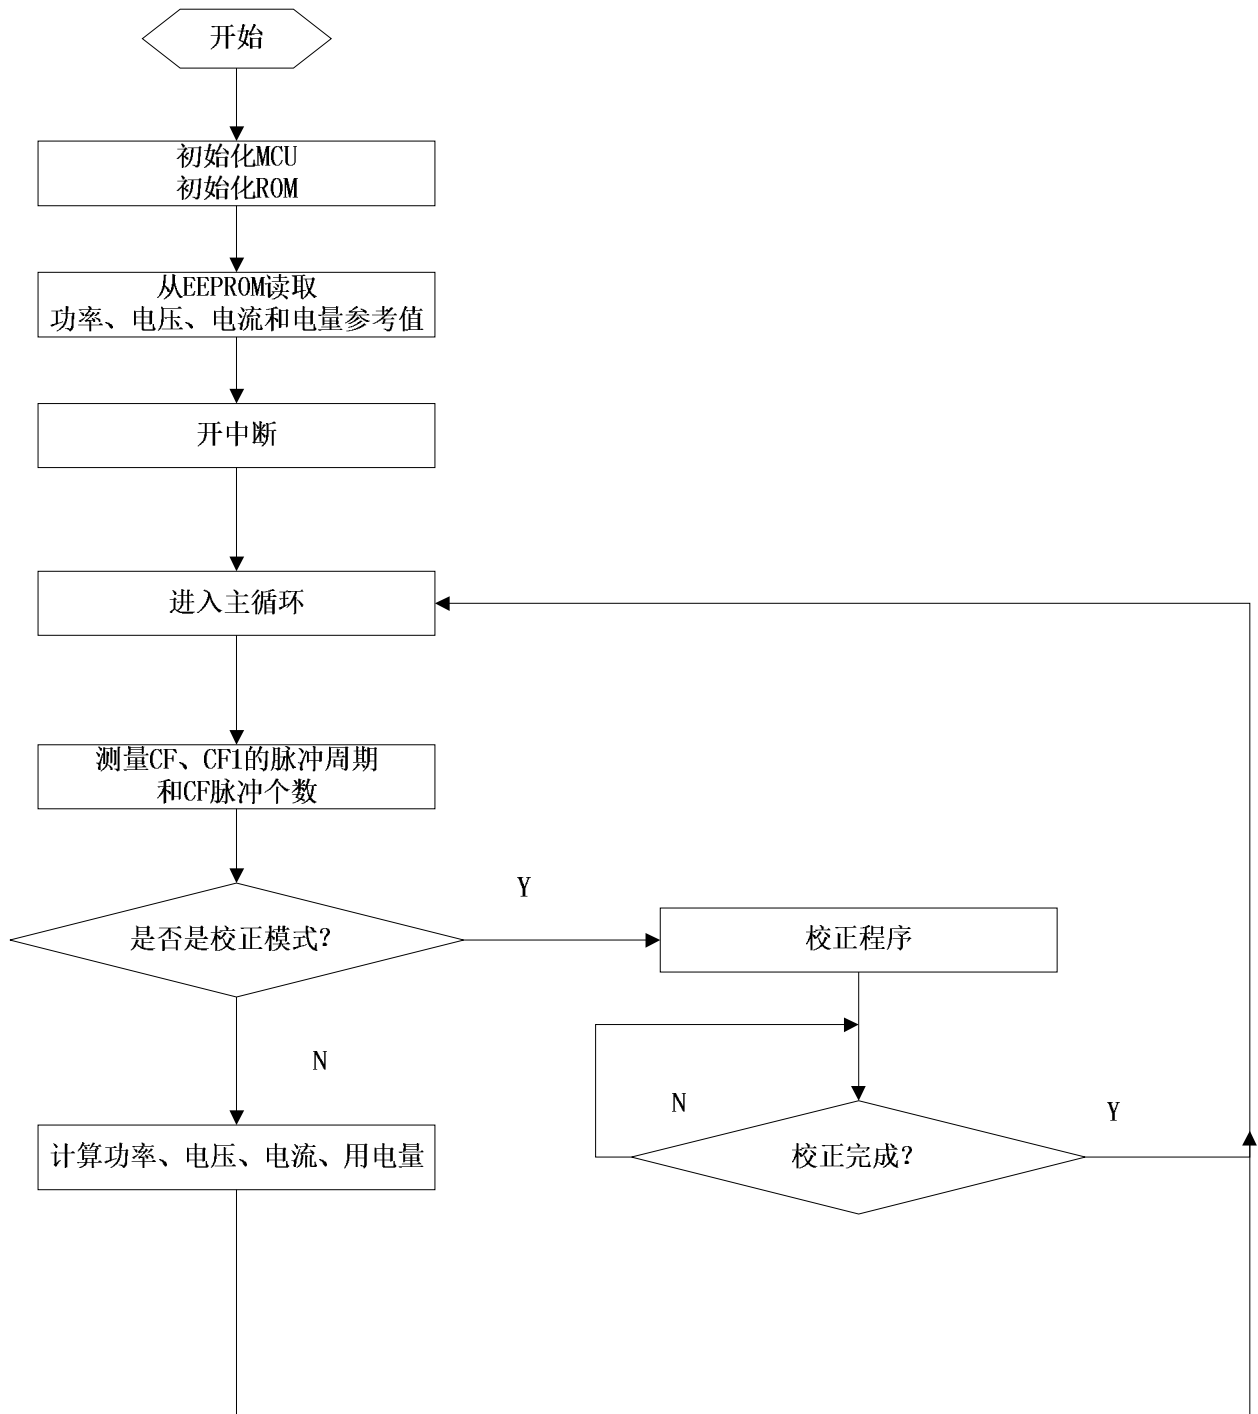 开始
初始化MCU
初始化ROM
从EEPROM读取
功率、电压、电流和电量参考值
开中断
进入主循环
测量CF、CF1的脉冲周期
和CF脉冲个数
是否是校正模式?
Y
校正程序
N
计算功率、电压、电流、用电量
N
校正完成?
Y